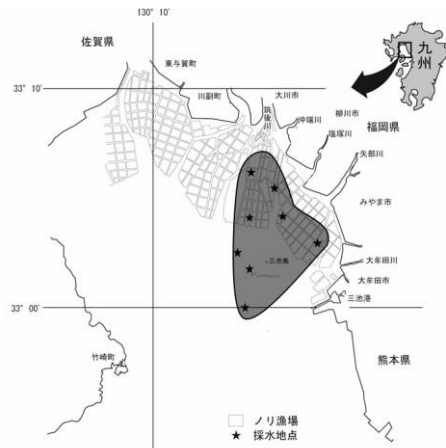 130° 10'
佐賀県
九州
東与賀町
33° 10'
川副町
大川市
筑後川
沖端川
柳川市
塩塚川
福岡県
矢部川
みやま市
三池島
大牟田川
大牟田市
三池港
33° 00'
竹崎町
熊本県
ノリ漁場
採水地点